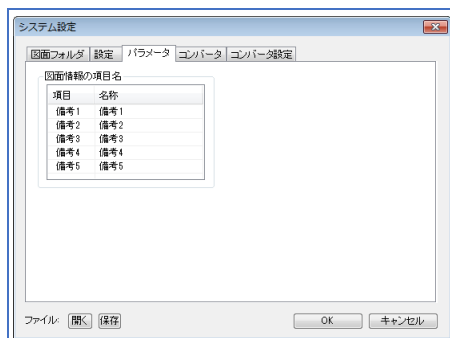 システム設定
図面フォルダ 設定 パラメータ コンバータ コンバータ設定
図面情報の項目名
項目 名称
備考1 備考1
備考2 備考2
備考3 備考3
備考4 備考4
備考5 備考5
ファイル: 開く 保存 OK キャンセル